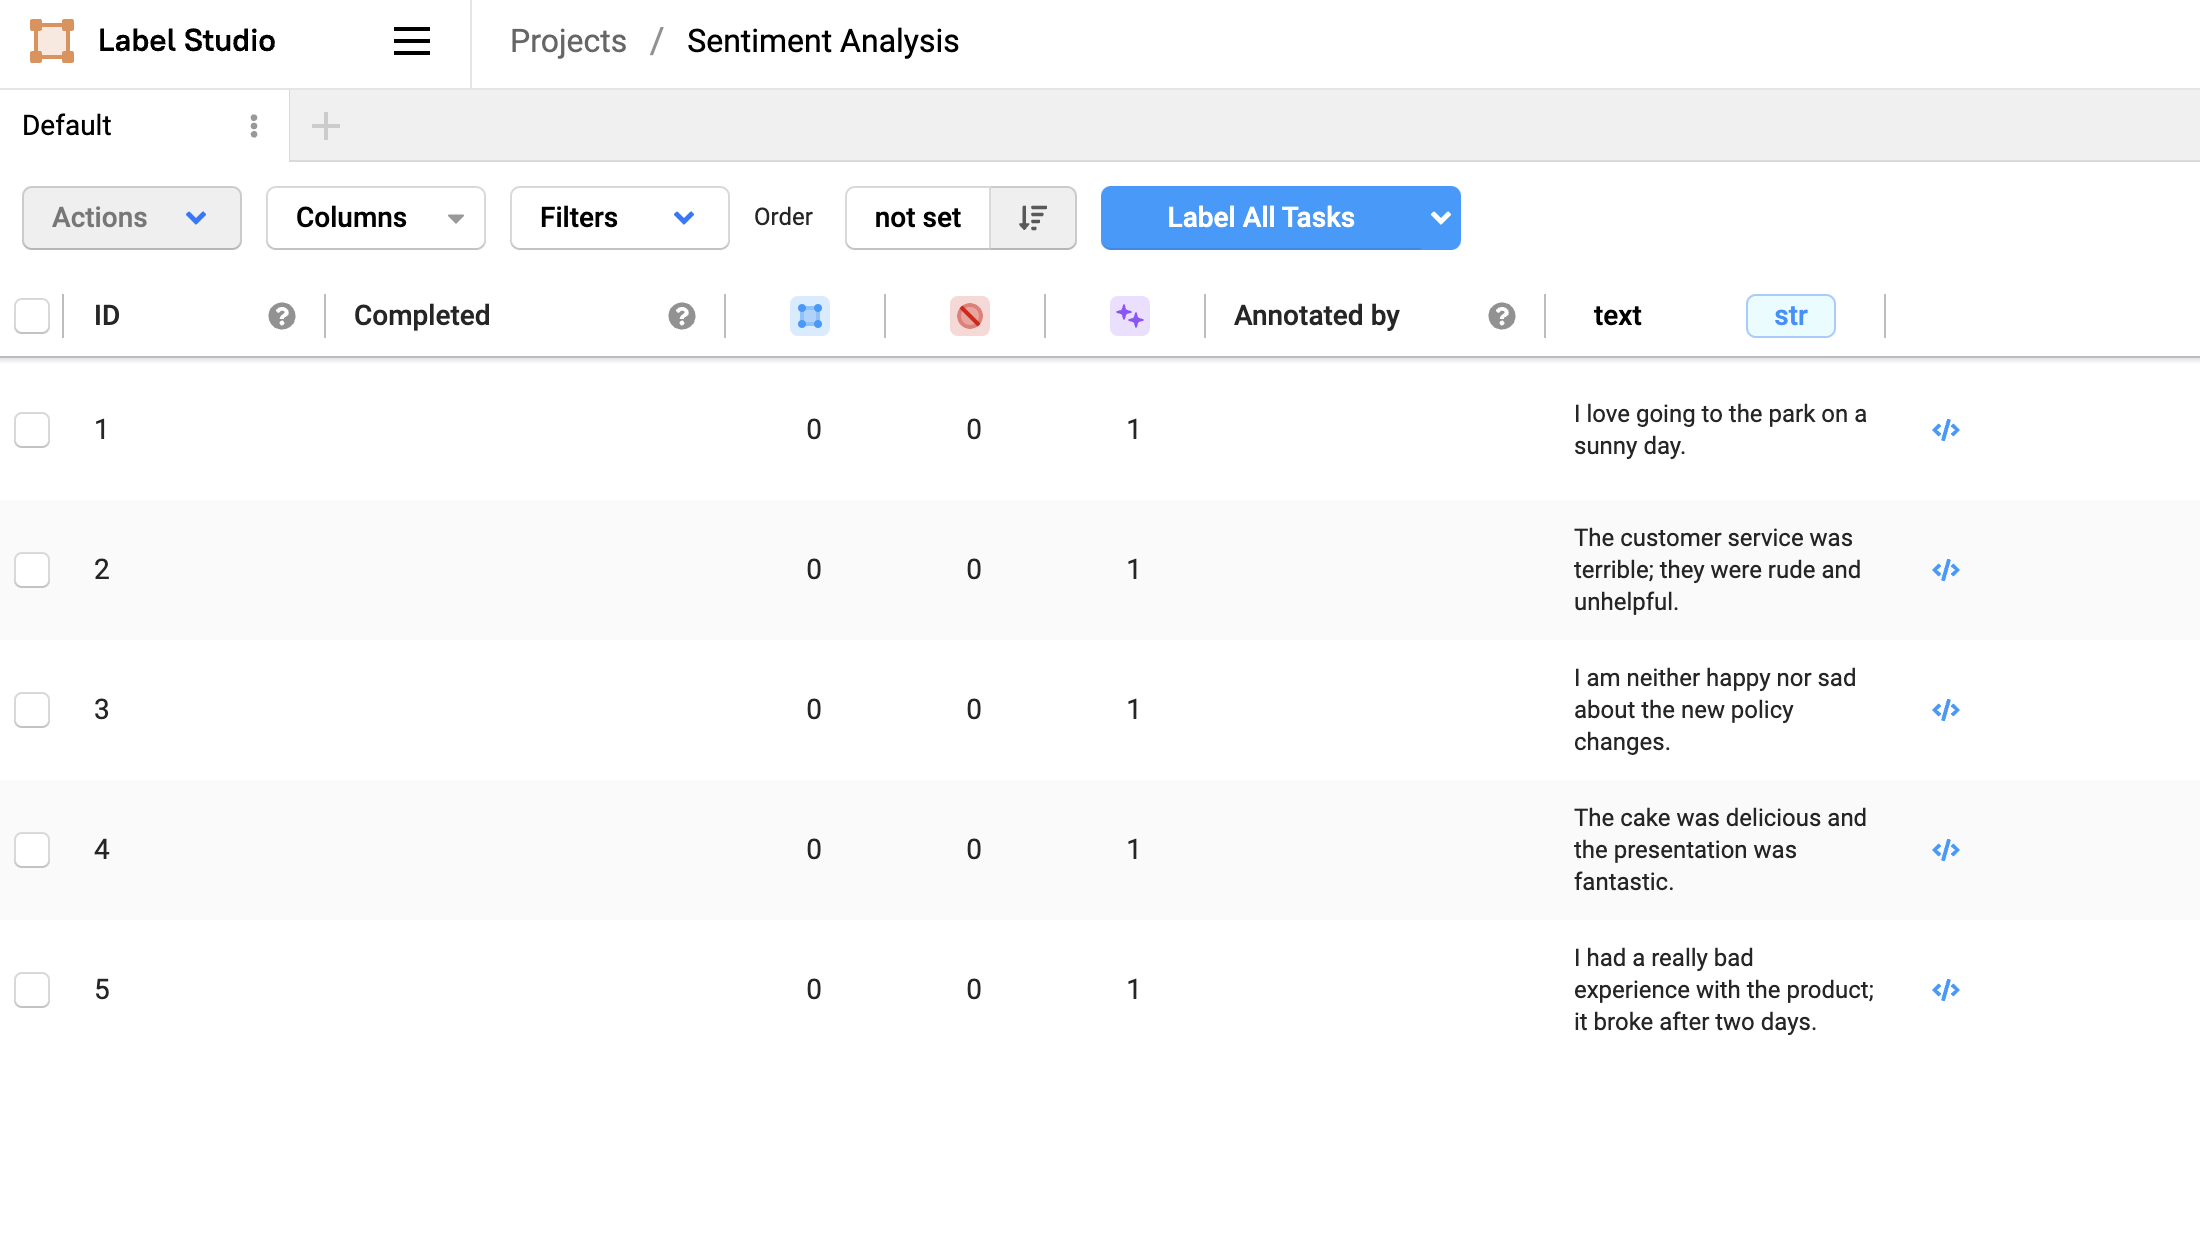 Label Studio
Projects / Sentiment Analysis
Default
Actions Columns Filters Order not set Label All Tasks
ID ? Completed ? Annotated by ? text str
1 0 0 1 I love going to the park on a
sunny day.
2 0 0 1 The customer service was
terrible; they were rude and
unhelpful.
3 0 0 1 I am neither happy nor sad
about the new policy
changes.
4 0 0 1 The cake was delicious and
the presentation was
fantastic.
5 0 0 1 I had a really bad
experience with the product;
it broke after two days.